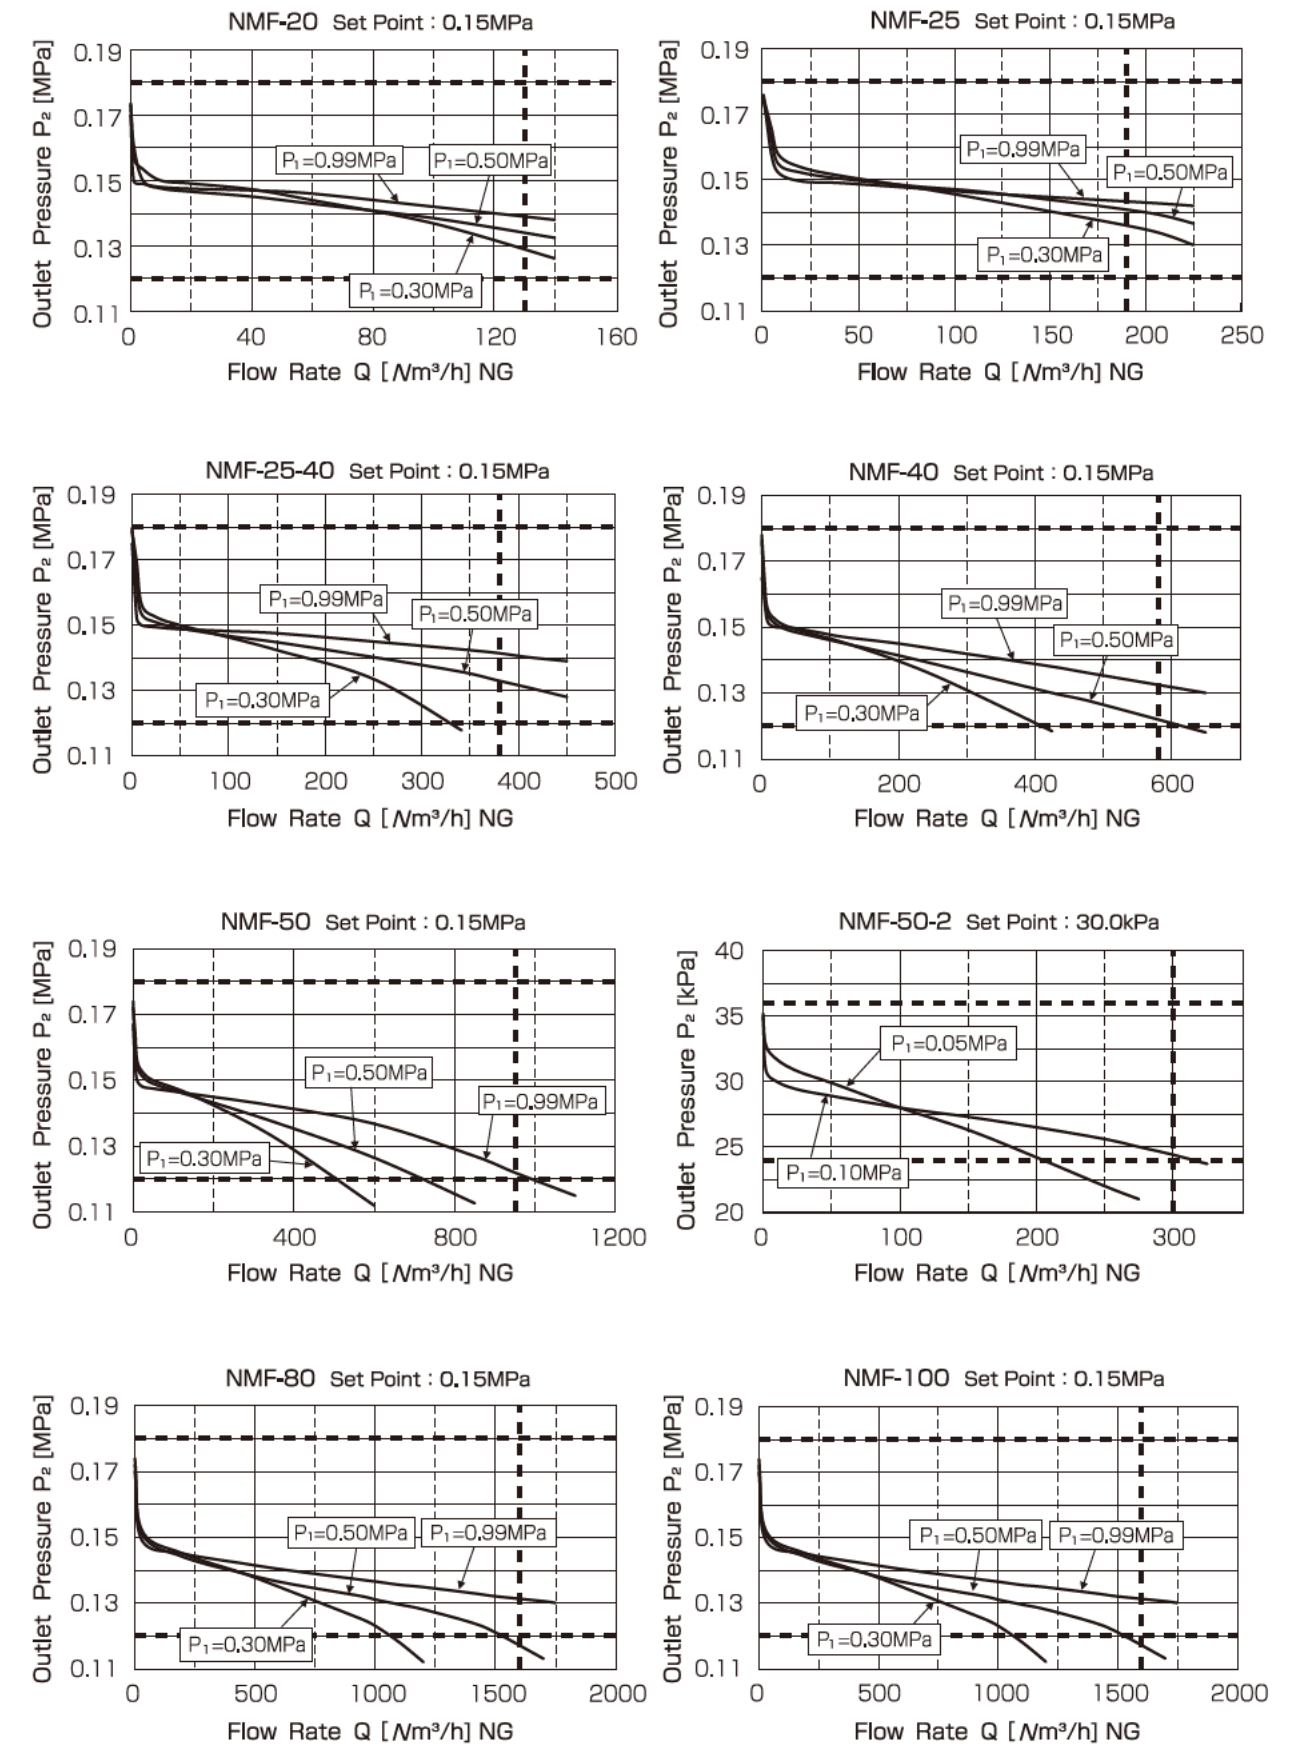 NMF-20 Set Point : 0.15MPa
Outlet Pressure P₂ [MPa]
0.19
0.17
0.15
0.13
0.11
P₁=0.99MPa
P₁=0.50MPa
P₁=0.30MPa
0 40 80 120 160
Flow Rate Q [Nm³/h] NG
NMF-25 Set Point : 0.15MPa
Outlet Pressure P₂ [MPa]
0.19
0.17
0.15
0.13
0.11
P₁=0.99MPa
P₁=0.50MPa
P₁=0.30MPa
0 50 100 150 200 250
Flow Rate Q [Nm³/h] NG
NMF-25-40 Set Point : 0.15MPa
Outlet Pressure P₂ [MPa]
0.19
0.17
0.15
0.13
0.11
P₁=0.99MPa
P₁=0.50MPa
P₁=0.30MPa
0 100 200 300 400 500
Flow Rate Q [Nm³/h] NG
NMF-40 Set Point : 0.15MPa
Outlet Pressure P₂ [MPa]
0.19
0.17
0.15
0.13
0.11
P₁=0.99MPa
P₁=0.50MPa
P₁=0.30MPa
0 200 400 600
Flow Rate Q [Nm³/h] NG
NMF-50 Set Point : 0.15MPa
Outlet Pressure P₂ [MPa]
0.19
0.17
0.15
0.13
0.11
P₁=0.50MPa
P₁=0.99MPa
P₁=0.30MPa
0 400 800 1200
Flow Rate Q [Nm³/h] NG
NMF-50-2 Set Point : 30.0kPa
Outlet Pressure P₂ [kPa]
40
35
30
25
20
P₁=0.05MPa
P₁=0.10MPa
0 100 200 300
Flow Rate Q [Nm³/h] NG
NMF-80 Set Point : 0.15MPa
Outlet Pressure P₂ [MPa]
0.19
0.17
0.15
0.13
0.11
P₁=0.50MPa
P₁=0.99MPa
P₁=0.30MPa
0 500 1000 1500 2000
Flow Rate Q [Nm³/h] NG
NMF-100 Set Point : 0.15MPa
Outlet Pressure P₂ [MPa]
0.19
0.17
0.15
0.13
0.11
P₁=0.50MPa
P₁=0.99MPa
P₁=0.30MPa
0 500 1000 1500 2000
Flow Rate Q [Nm³/h] NG